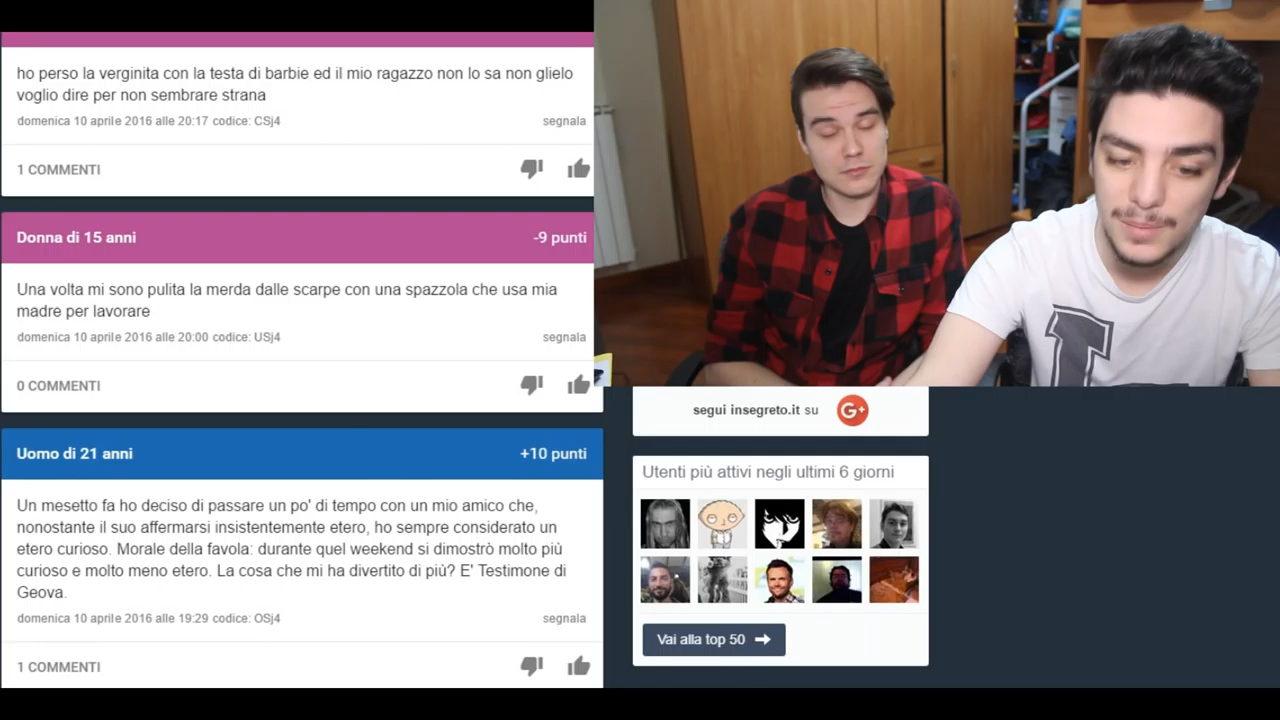 ho perso la verginita con la testa di barbie ed il mio ragazzo non lo sa non glielo
voglio dire per non sembrare strana
domenica 10 aprile 2016 alle 20:17 codice: CSj4 segnala
1 COMMENTI
Donna di 15 anni -9 punti
Una volta mi sono pulita la merda dalle scarpe con una spazzola che usa mia
madre per lavorare
domenica 10 aprile 2016 alle 20:00 codice: USj4 segnala
0 COMMENTI
Uomo di 21 anni +10 punti
Un mesetto fa ho deciso di passare un po' di tempo con un mio amico che,
nonostante il suo affermarsi insistentemente etero, ho sempre considerato un
etero curioso. Morale della favola: durante quel weekend si dimostrò molto più
curioso e molto meno etero. La cosa che mi ha divertito di più? E' Testimone di
Geova.
domenica 10 aprile 2016 alle 19:29 codice: OSj4 segnala
1 COMMENTI
segui insegreto.it su G+
Utenti più attivi negli ultimi 6 giorni
Vai alla top 50